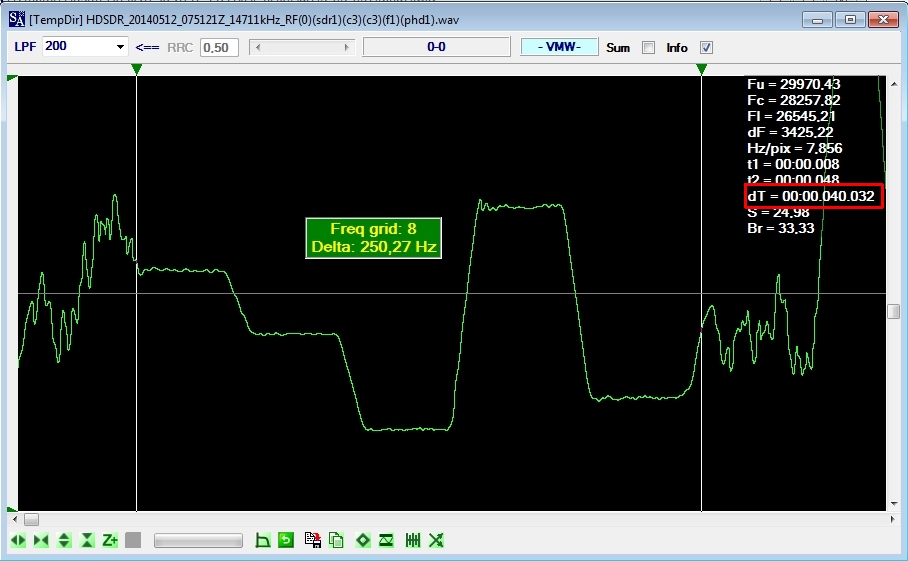 [TempDir] HDSDR_20140512_075121Z_14711kHz_RF(0)(sdr1)(c3)(c3)(f1)(phd1).wav
LPF 200 <== RRC 0,50 0-0 - VMW- Sum Info
Fu = 29970,43
Fc = 28257,82
Fl = 26545,21
dF = 3425,22
Hz/pix = 7,856
t1 = 00:00.008
t2 = 00:00.048
dT = 00:00.040.032
S = 24,98
Br = 33,33
Freq grid: 8
Delta: 250,27 Hz
Z+